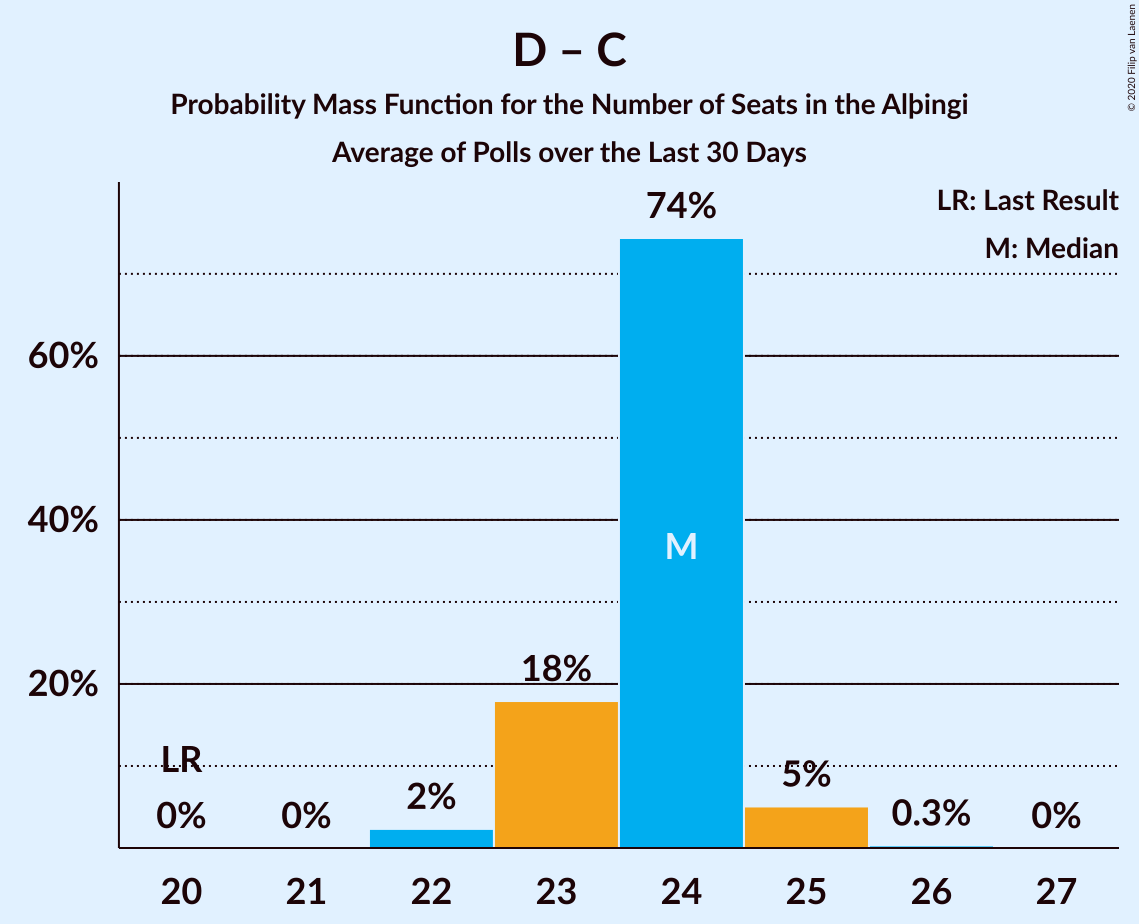 D – C
Probability Mass Function for the Number of Seats in the Alþingi
Average of Polls over the Last 30 Days
© 2020 Filip van Laenen
LR: Last Result
M: Median
74%
60%
40%
M
20%
18%
LR
0%
0%
2%
5%
0.3%
0%
20
21
22
23
24
25
26
27